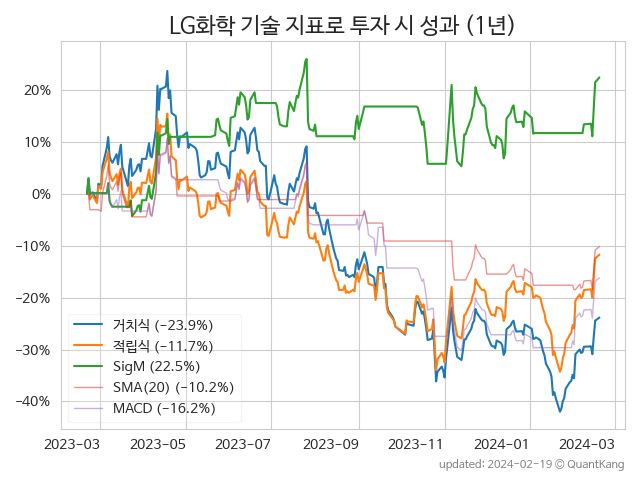 LG화학 기술 지표로 투자 시 성과 (1년)
20%
10%
0%
−10%
−20%
−30%
−40%
거치식 (−23.9%)
적립식 (−11.7%)
SigM (22.5%)
SMA(20) (−10.2%)
MACD (−16.2%)
2023-03 2023-05 2023-07 2023-09 2023-11 2024-01 2024-03
updated: 2024-02-19 © QuantKang